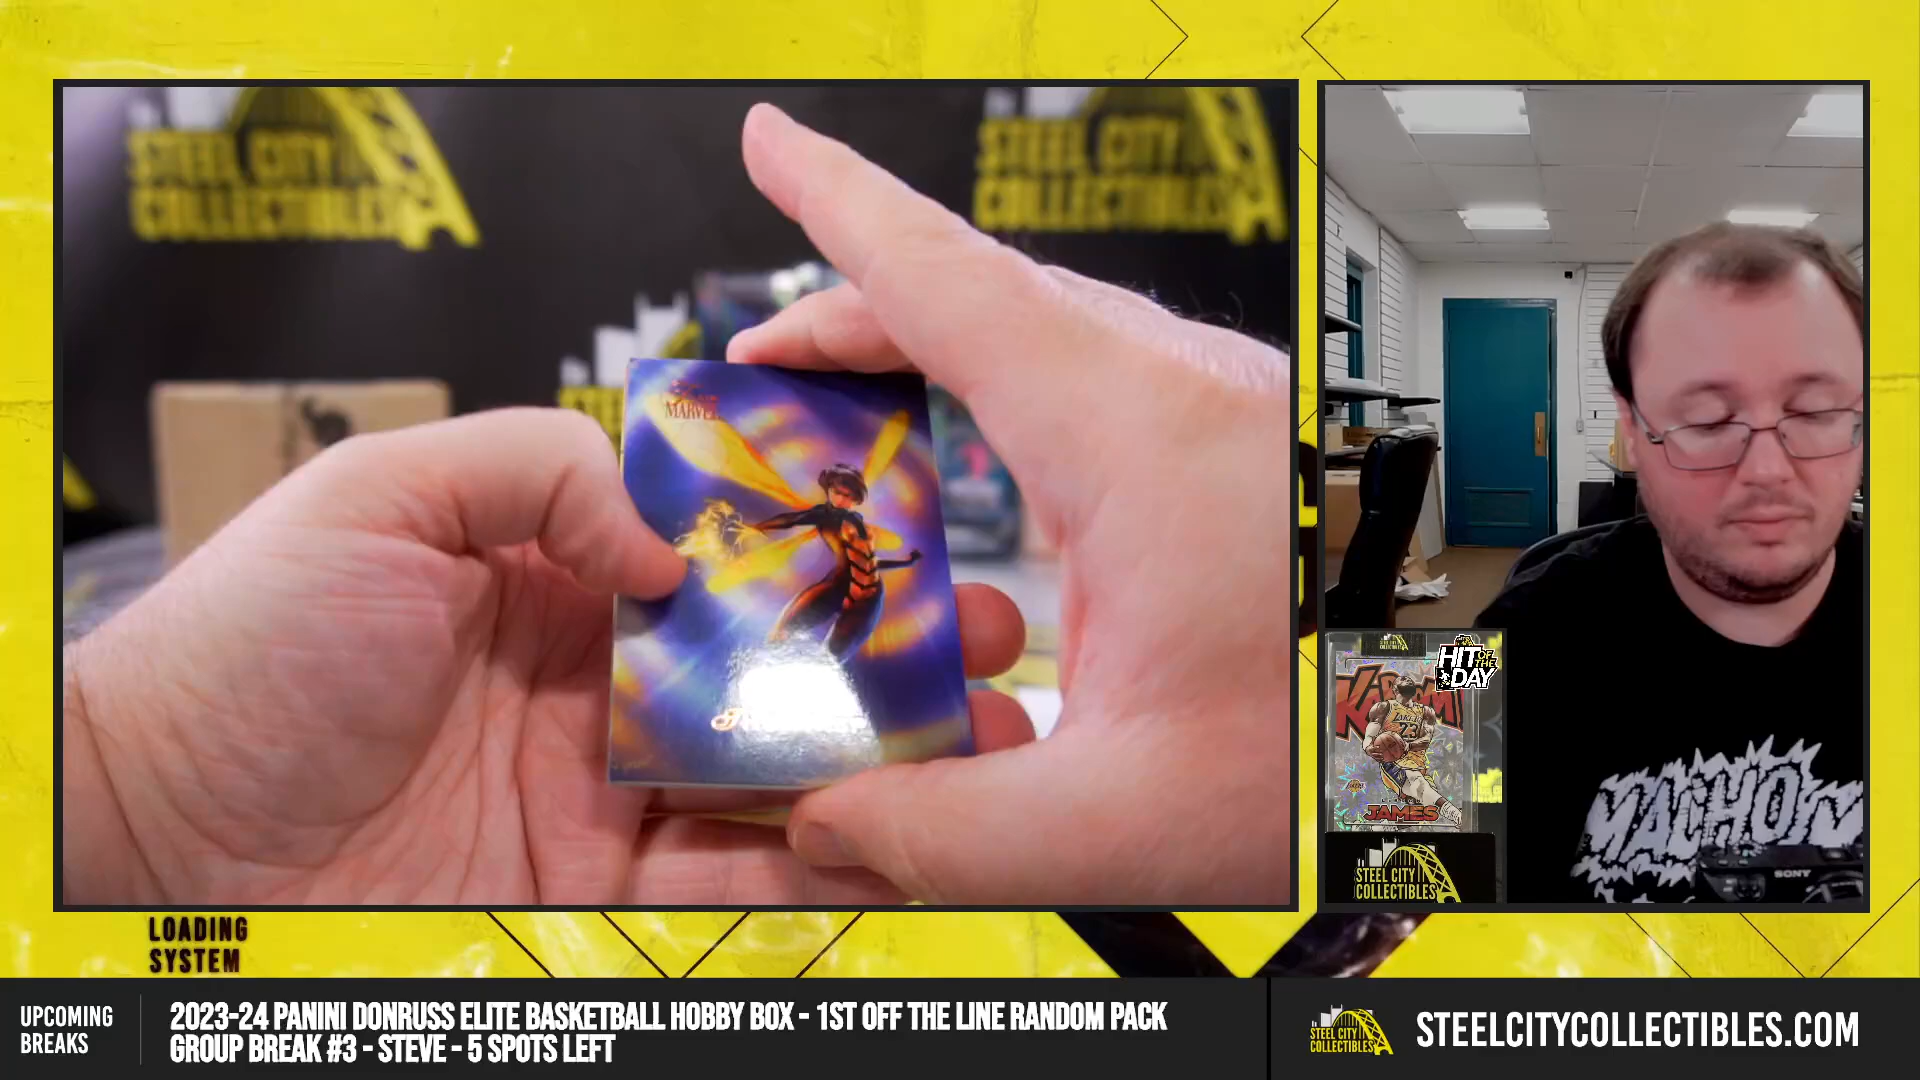 STEEL CITY
COLLECTIBLES
STEEL CITY
COLLECTIBLES
MARVEL
HIT OF THE DAY
LAKERS
23
JAMES
STEEL CITY
COLLECTIBLES
SONY
LOADING
SYSTEM
UPCOMING
BREAKS
2023-24 PANINI DONRUSS ELITE BASKETBALL HOBBY BOX - 1ST OFF THE LINE RANDOM PACK
GROUP BREAK #3 - STEVE - 5 SPOTS LEFT
STEEL CITY
COLLECTIBLES
STEELCITYCOLLECTIBLES.COM